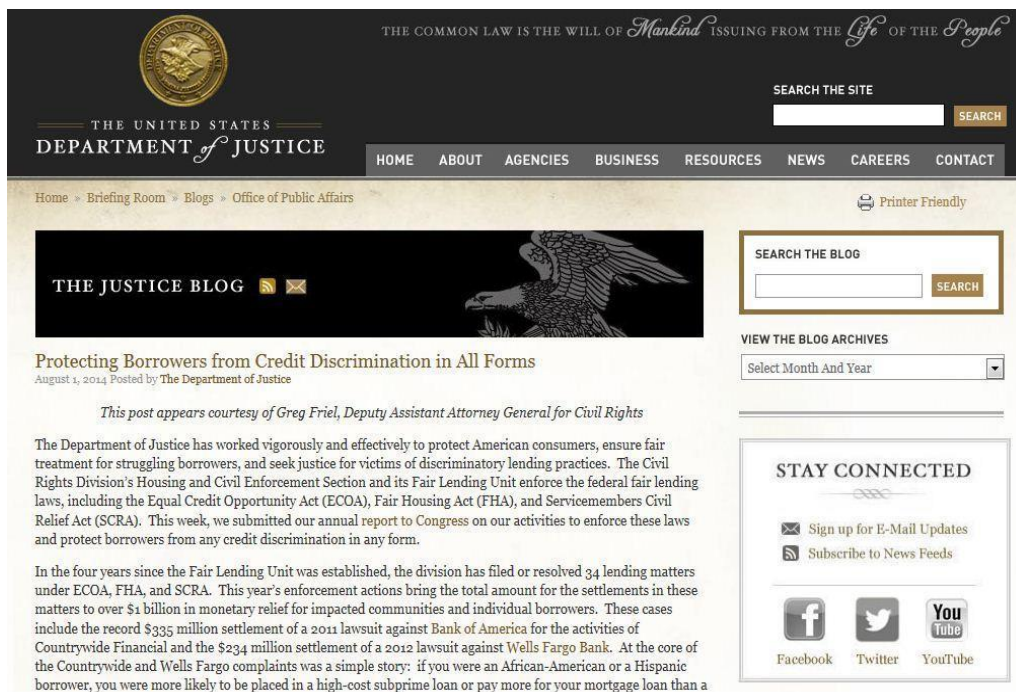 THE COMMON LAW IS THE WILL OF Mankind ISSUING FROM THE Life OF THE People
THE UNITED STATES
DEPARTMENT of JUSTICE
SEARCH THE SITE
SEARCH
HOME ABOUT AGENCIES BUSINESS RESOURCES NEWS CAREERS CONTACT
Home » Briefing Room » Blogs » Office of Public Affairs
Printer Friendly
THE JUSTICE BLOG
Protecting Borrowers from Credit Discrimination in All Forms
August 1, 2014 Posted by The Department of Justice
This post appears courtesy of Greg Friel, Deputy Assistant Attorney General for Civil Rights
The Department of Justice has worked vigorously and effectively to protect American consumers, ensure fair
treatment for struggling borrowers, and seek justice for victims of discriminatory lending practices.  The Civil
Rights Division's Housing and Civil Enforcement Section and its Fair Lending Unit enforce the federal fair lending
laws, including the Equal Credit Opportunity Act (ECOA), Fair Housing Act (FHA), and Servicemembers Civil
Relief Act (SCRA).  This week, we submitted our annual report to Congress on our activities to enforce these laws
and protect borrowers from any credit discrimination in any form.
In the four years since the Fair Lending Unit was established, the division has filed or resolved 34 lending matters
under ECOA, FHA, and SCRA.  This year's enforcement actions bring the total amount for the settlements in these
matters to over $1 billion in monetary relief for impacted communities and individual borrowers.  These cases
include the record $335 million settlement of a 2011 lawsuit against Bank of America for the activities of
Countrywide Financial and the $234 million settlement of a 2012 lawsuit against Wells Fargo Bank.  At the core of
the Countrywide and Wells Fargo complaints was a simple story:  if you were an African-American or a Hispanic
borrower, you were more likely to be placed in a high-cost subprime loan or pay more for your mortgage loan than a
SEARCH THE BLOG
SEARCH
VIEW THE BLOG ARCHIVES
Select Month And Year
STAY CONNECTED
Sign up for E-Mail Updates
Subscribe to News Feeds
f
You
Tube
Facebook Twitter YouTube